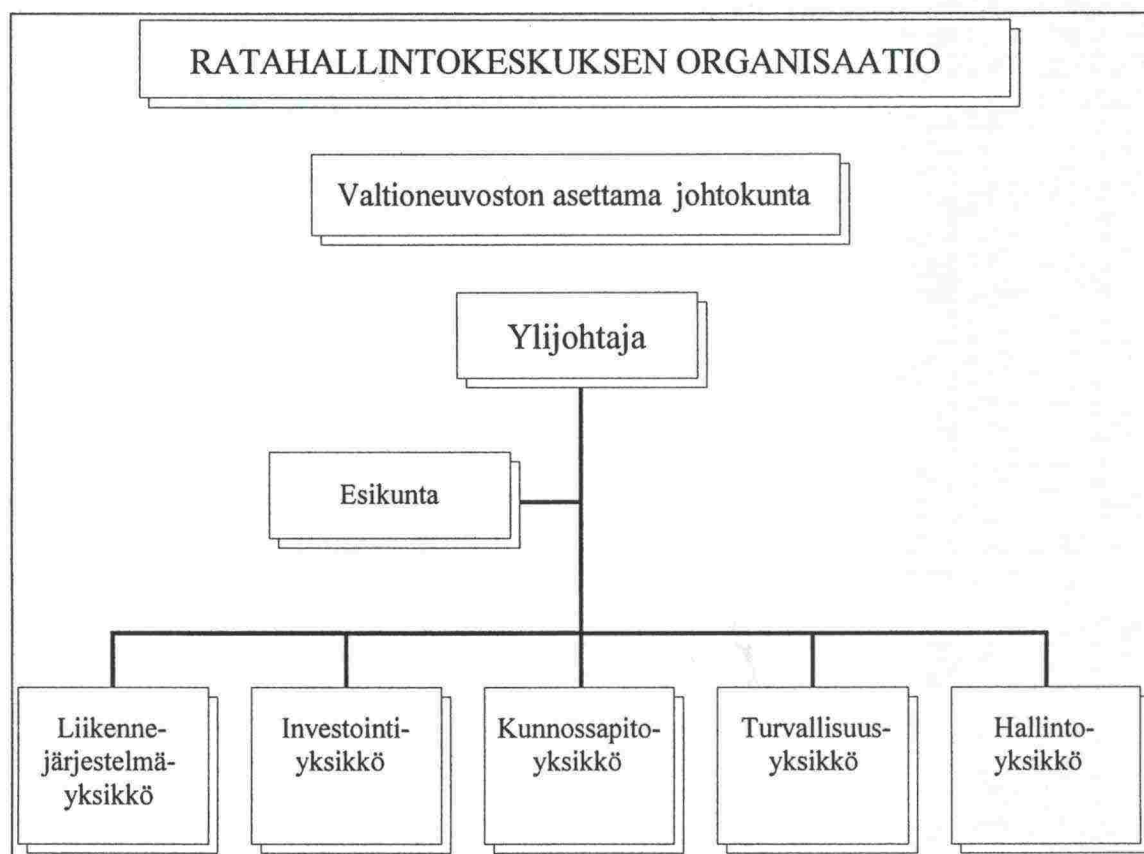 RATAHALLINTOKESKUKSEN ORGANISAATIO
Valtioneuvoston asettama johtokunta
Ylijohtaja
Esikunta
Liikenne-
järjestelmä-
yksikkö
Investointi-
yksikkö
Kunnossapito-
yksikkö
Turvallisuus-
yksikkö
Hallinto-
yksikkö